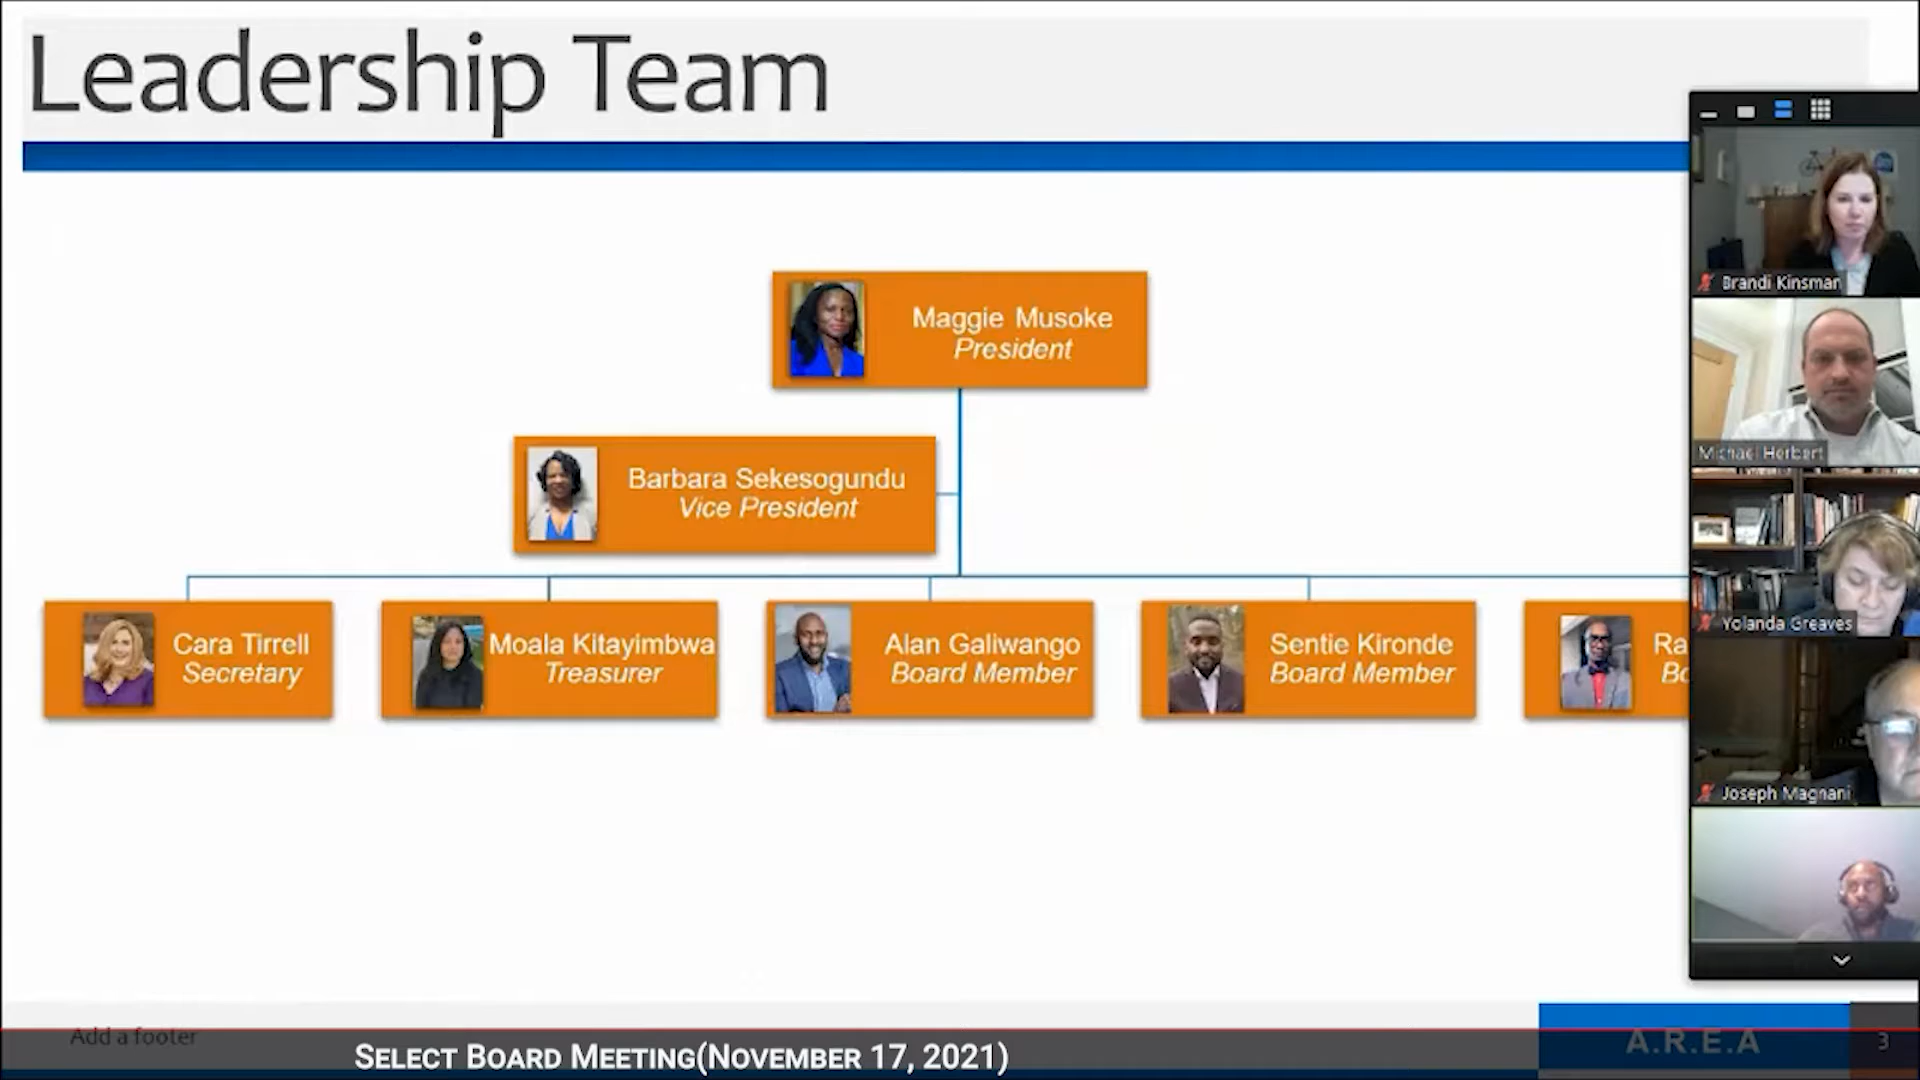 Leadership Team
Maggie Musoke
President
Barbara Sekesogundu
Vice President
Cara Tirrell
Secretary
Moala Kitayimbwa
Treasurer
Alan Galiwango
Board Member
Sentie Kironde
Board Member
Ra
Bo
Brandi Kinsman
Michael Herbert
Yolanda Greaves
Joseph Magnani
Add a footer
A.R.E.A
3
SELECT BOARD MEETING(NOVEMBER 17, 2021)